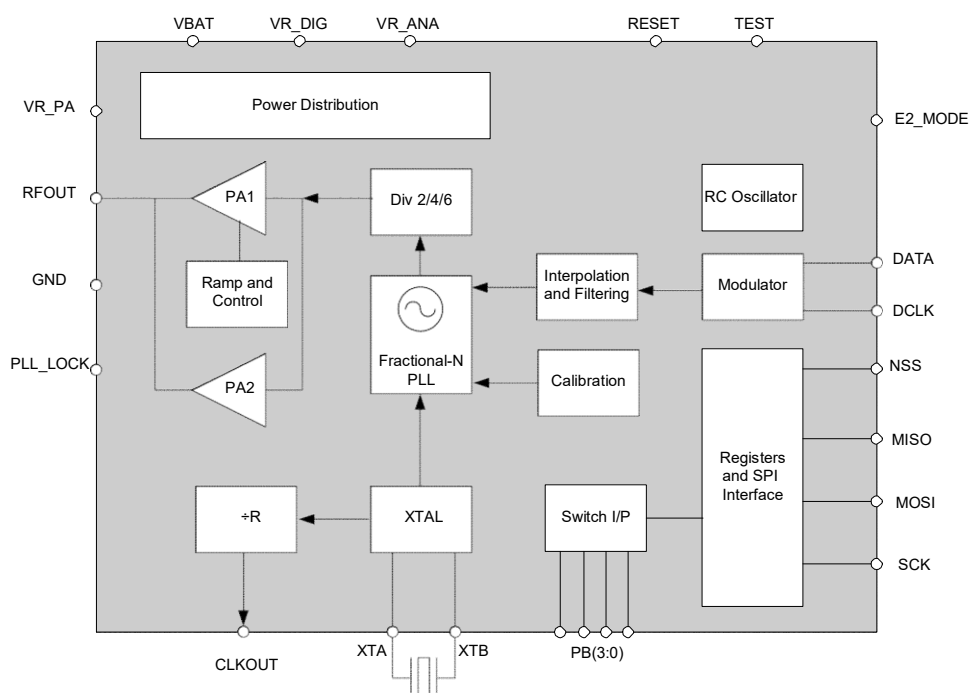 VBAT
VR_DIG
VR_ANA
RESET
TEST
VR_PA
Power Distribution
E2_MODE
RFOUT
PA1
Div 2/4/6
RC Oscillator
GND
Ramp and
Control
Interpolation
and Filtering
Modulator
DATA
DCLK
PLL_LOCK
PA2
Fractional-N
PLL
Calibration
NSS
MISO
Registers
and SPI
Interface
MOSI
÷R
XTAL
Switch I/P
SCK
CLKOUT
XTA
XTB
PB(3:0)